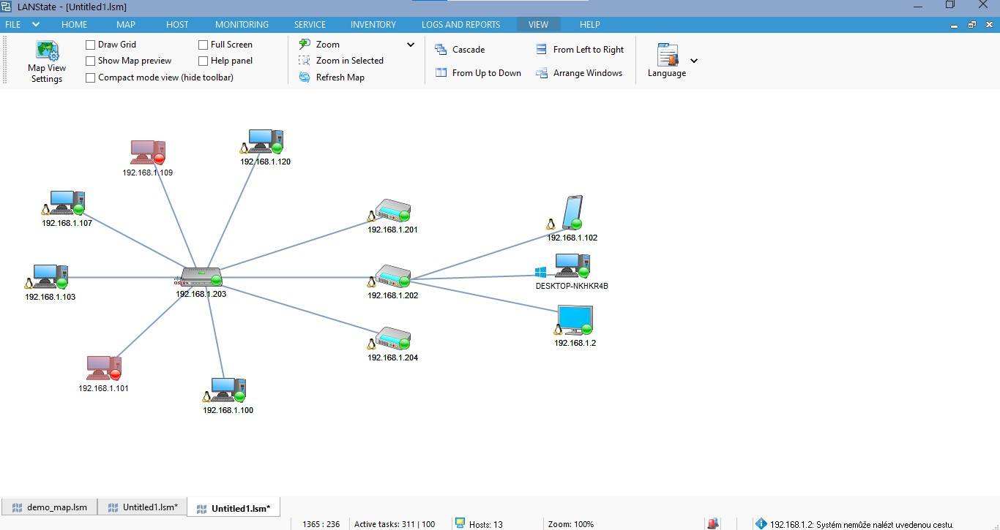 LANState - [Untitled1.lsm]
FILE HOME MAP HOST MONITORING SERVICE INVENTORY LOGS AND REPORTS VIEW HELP
Map View Settings
Draw Grid
Show Map preview
Compact mode view (hide toolbar)
Full Screen
Help panel
Zoom
Zoom in Selected
Refresh Map
Cascade
From Up to Down
From Left to Right
Arrange Windows
Language
192.168.1.120
192.168.1.109
192.168.1.107
192.168.1.201
192.168.1.102
192.168.1.103
CISCO
192.168.1.203
192.168.1.202
DESKTOP-NKHKR4B
192.168.1.2
192.168.1.204
192.168.1.101
192.168.1.100
demo_map.lsm
Untitled1.lsm*
Untitled1.lsm*
1365 : 236
Active tasks: 311 | 100
Hosts: 13
Zoom: 100%
192.168.1.2: Systém nemůže nalézt uvedenou cestu.